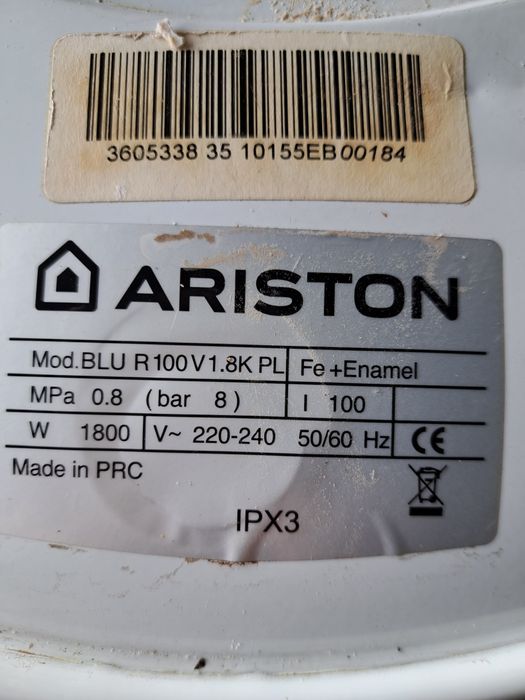 3605338 35 10155EB00184
ARISTON
Mod.BLU R100V1.8K PL Fe+Enamel
MPa 0.8 (bar 8) l 100
W 1800 V~ 220-240 50/60 Hz CE
Made in PRC
IPX3